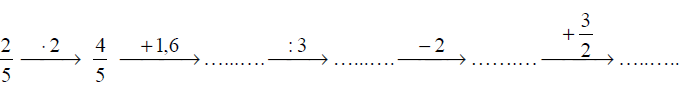 2/5 —·2→ 4/5 —+1,6→ ……… —:3→ ……… —−2→ ……… —+3/2→ ………